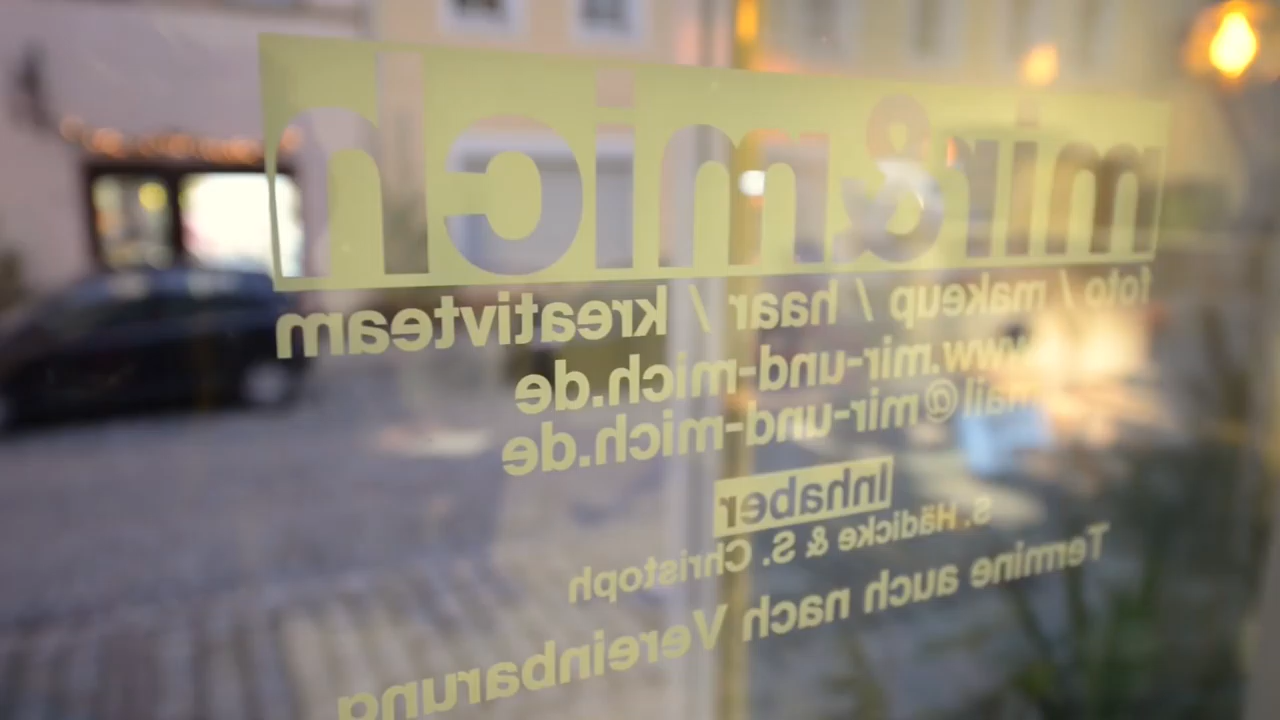 mir&mich
foto / makeup / haar / kreativteam
www.mir-und-mich.de
mail@mir-und-mich.de
Inhaber
S. Hädicke & S. Christoph
Termine auch nach Vereinbarung